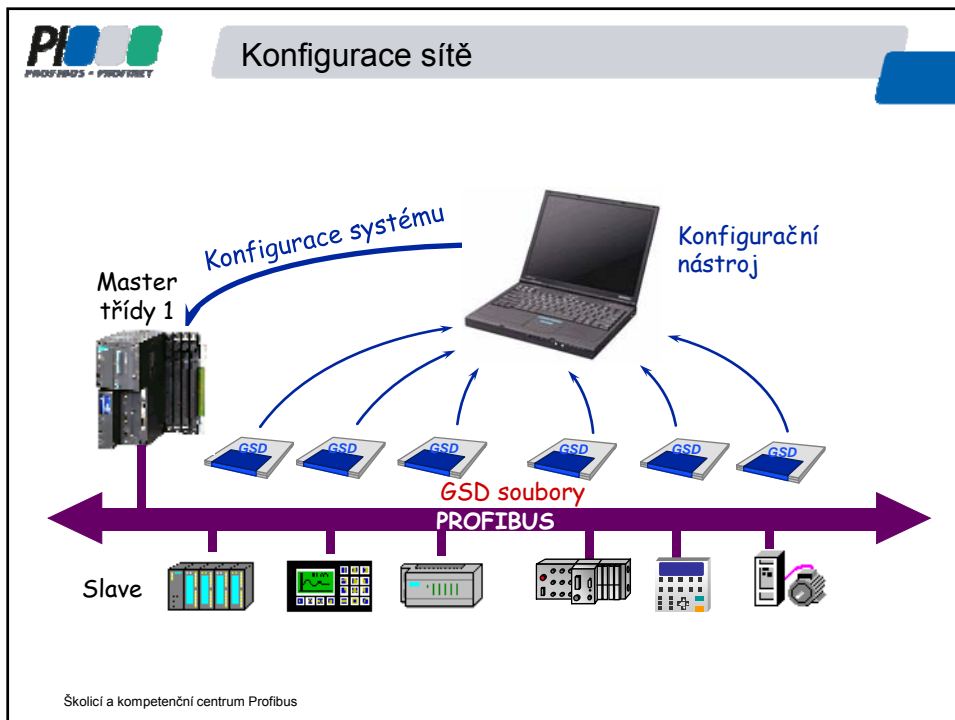 PI
PROFIBUS - PROFINET
Konfigurace sítě
Konfigurace systému
Konfigurační
nástroj
Master
třídy 1
GSD
GSD
GSD
GSD
GSD
GSD
GSD soubory
PROFIBUS
Slave
Školicí a kompetenční centrum Profibus